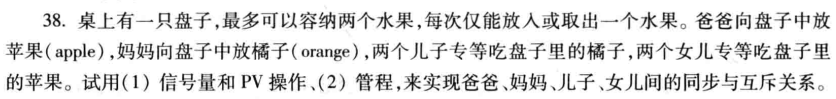 38. 桌上有一只盘子,最多可以容纳两个水果,每次仅能放入或取出一个水果。爸爸向盘子中放
苹果(apple),妈妈向盘子中放橘子(orange),两个儿子专等吃盘子里的橘子,两个女儿专等吃盘子里
的苹果。试用(1) 信号量和 PV 操作、(2) 管程,来实现爸爸、妈妈、儿子、女儿间的同步与互斥关系。